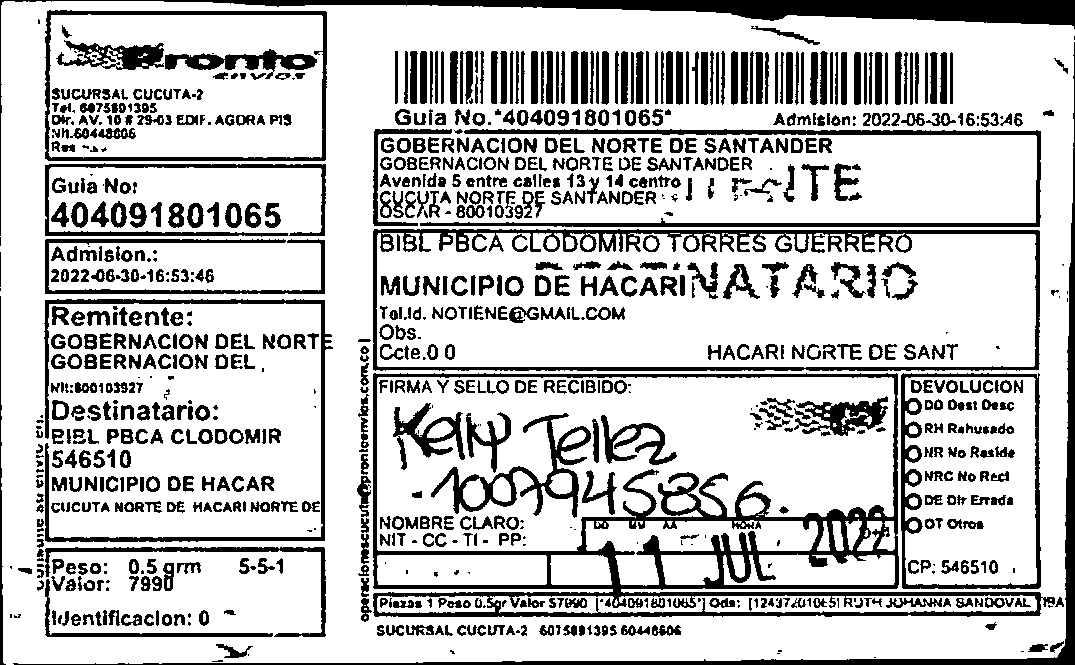 Pronto
envios
SUCURSAL CUCUTA-2
Tel. 6075891395
Dir. AV. 10 # 29-03 EDIF. AGORA PIS
Nit.60448606
Guia No:
404091801065
Admision.:
2022-06-30-16:53:46
Remitente:
GOBERNACION DEL NORTE
GOBERNACION DEL
Nit:800103927
Destinatario:
BIBL PBCA CLODOMIR
546510
MUNICIPIO DE HACAR
CUCUTA NORTE DE HACARI NORTE DE
Peso: 0.5 grm 5-5-1
Valor: 7990
Identificacion: 0
Guia No.*404091801065*
Admision: 2022-06-30-16:53:46
GOBERNACION DEL NORTE DE SANTANDER
GOBERNACION DEL NORTE DE SANTANDER
Avenida 5 entre calles 13 y 14 centro
CUCUTA NORTE DE SANTANDER
OSCAR - 800103927
BIBL PBCA CLODOMIRO TORRES GUERRERO
MUNICIPIO DE HACARI
Tel.Id. NOTIENE@GMAIL.COM
Obs.
Ccte.0 0
HACARI NORTE DE SANT
FIRMA Y SELLO DE RECIBIDO:
Kelly Tellez
1007945856
NOMBRE CLARO:
NIT - CC - TI - PP:
DD MM AA HORA
11 JUL 2022
DEVOLUCION
DD Dest Desc
RH Rehusado
NR No Reside
NRC No Recl
DE Dir Errada
OT Otros
CP: 546510
Piezas 1 Peso 0.5gr Valor $7990 [*404091801065*] Ods: RUTH JOHANNA SANDOVAL
SUCURSAL CUCUTA-2 6075891395 60448606